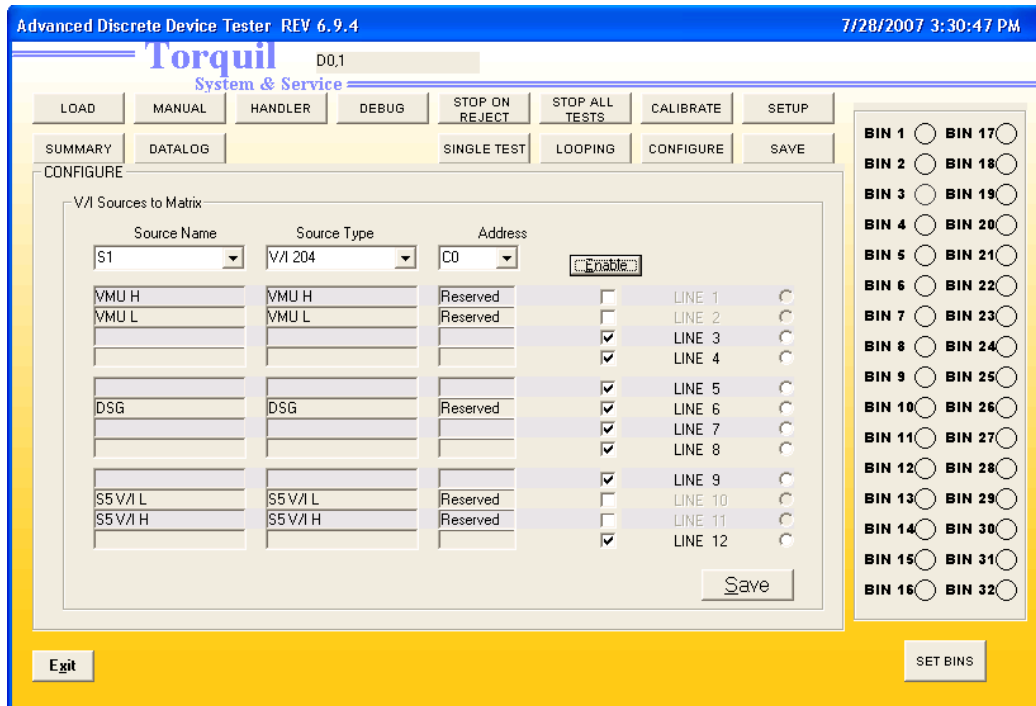 Advanced Discrete Device Tester REV 6.9.4 7/28/2007 3:30:47 PM
Torquil
System & Service
D0,1
LOAD MANUAL HANDLER DEBUG STOP ON REJECT STOP ALL TESTS CALIBRATE SETUP
SUMMARY DATALOG SINGLE TEST LOOPING CONFIGURE SAVE
CONFIGURE
V/I Sources to Matrix
Source Name Source Type Address
S1 V/I 204 C0 Enable
VMU H VMU H Reserved LINE 1
VMU L VMU L Reserved LINE 2
LINE 3
LINE 4
LINE 5
DSG DSG Reserved LINE 6
LINE 7
LINE 8
LINE 9
S5 V/I L S5 V/I L Reserved LINE 10
S5 V/I H S5 V/I H Reserved LINE 11
LINE 12
Save
BIN 1 BIN 17
BIN 2 BIN 18
BIN 3 BIN 19
BIN 4 BIN 20
BIN 5 BIN 21
BIN 6 BIN 22
BIN 7 BIN 23
BIN 8 BIN 24
BIN 9 BIN 25
BIN 10 BIN 26
BIN 11 BIN 27
BIN 12 BIN 28
BIN 13 BIN 29
BIN 14 BIN 30
BIN 15 BIN 31
BIN 16 BIN 32
Exit
SET BINS